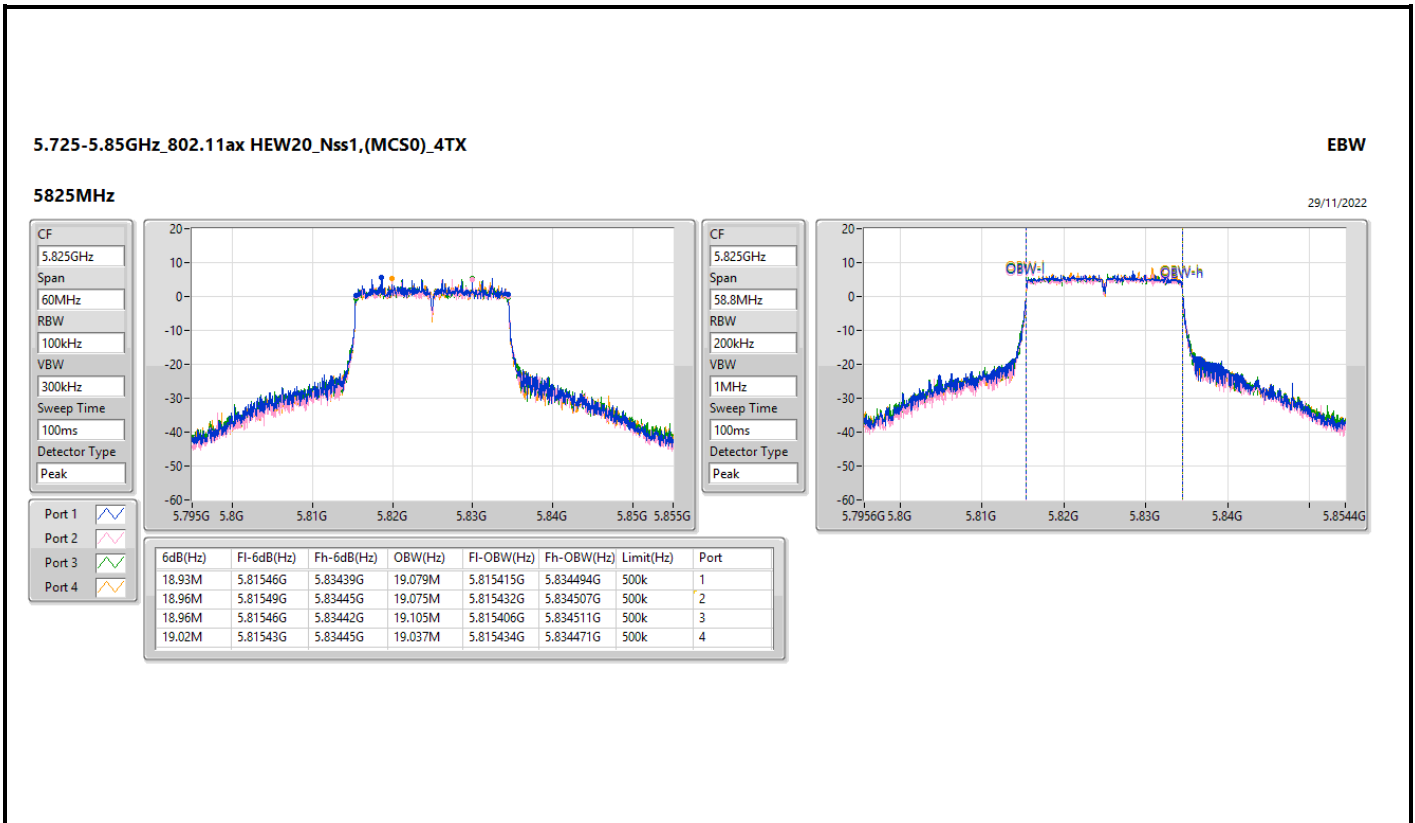 5.725-5.85GHz_802.11ax HEW20_Nss1,(MCS0)_4TX
EBW
5825MHz
29/11/2022
CF
5.825GHz
Span
60MHz
RBW
100kHz
VBW
300kHz
Sweep Time
100ms
Detector Type
Peak
20
10
0
-10
-20
-30
-40
-50
-60
5.795G 5.8G 5.81G 5.82G 5.83G 5.84G 5.85G 5.855G
CF
5.825GHz
Span
58.8MHz
RBW
200kHz
VBW
1MHz
Sweep Time
100ms
Detector Type
Peak
20
10
0
-10
-20
-30
-40
-50
-60
OBW-l OBW-h
5.7956G 5.8G 5.81G 5.82G 5.83G 5.84G 5.8544G
Port 1
Port 2
Port 3
Port 4
6dB(Hz) Fl-6dB(Hz) Fh-6dB(Hz) OBW(Hz) Fl-OBW(Hz) Fh-OBW(Hz) Limit(Hz) Port
18.93M 5.81546G 5.83439G 19.079M 5.815415G 5.834494G 500k 1
18.96M 5.81549G 5.83445G 19.075M 5.815432G 5.834507G 500k 2
18.96M 5.81546G 5.83442G 19.105M 5.815406G 5.834511G 500k 3
19.02M 5.81543G 5.83445G 19.037M 5.815434G 5.834471G 500k 4